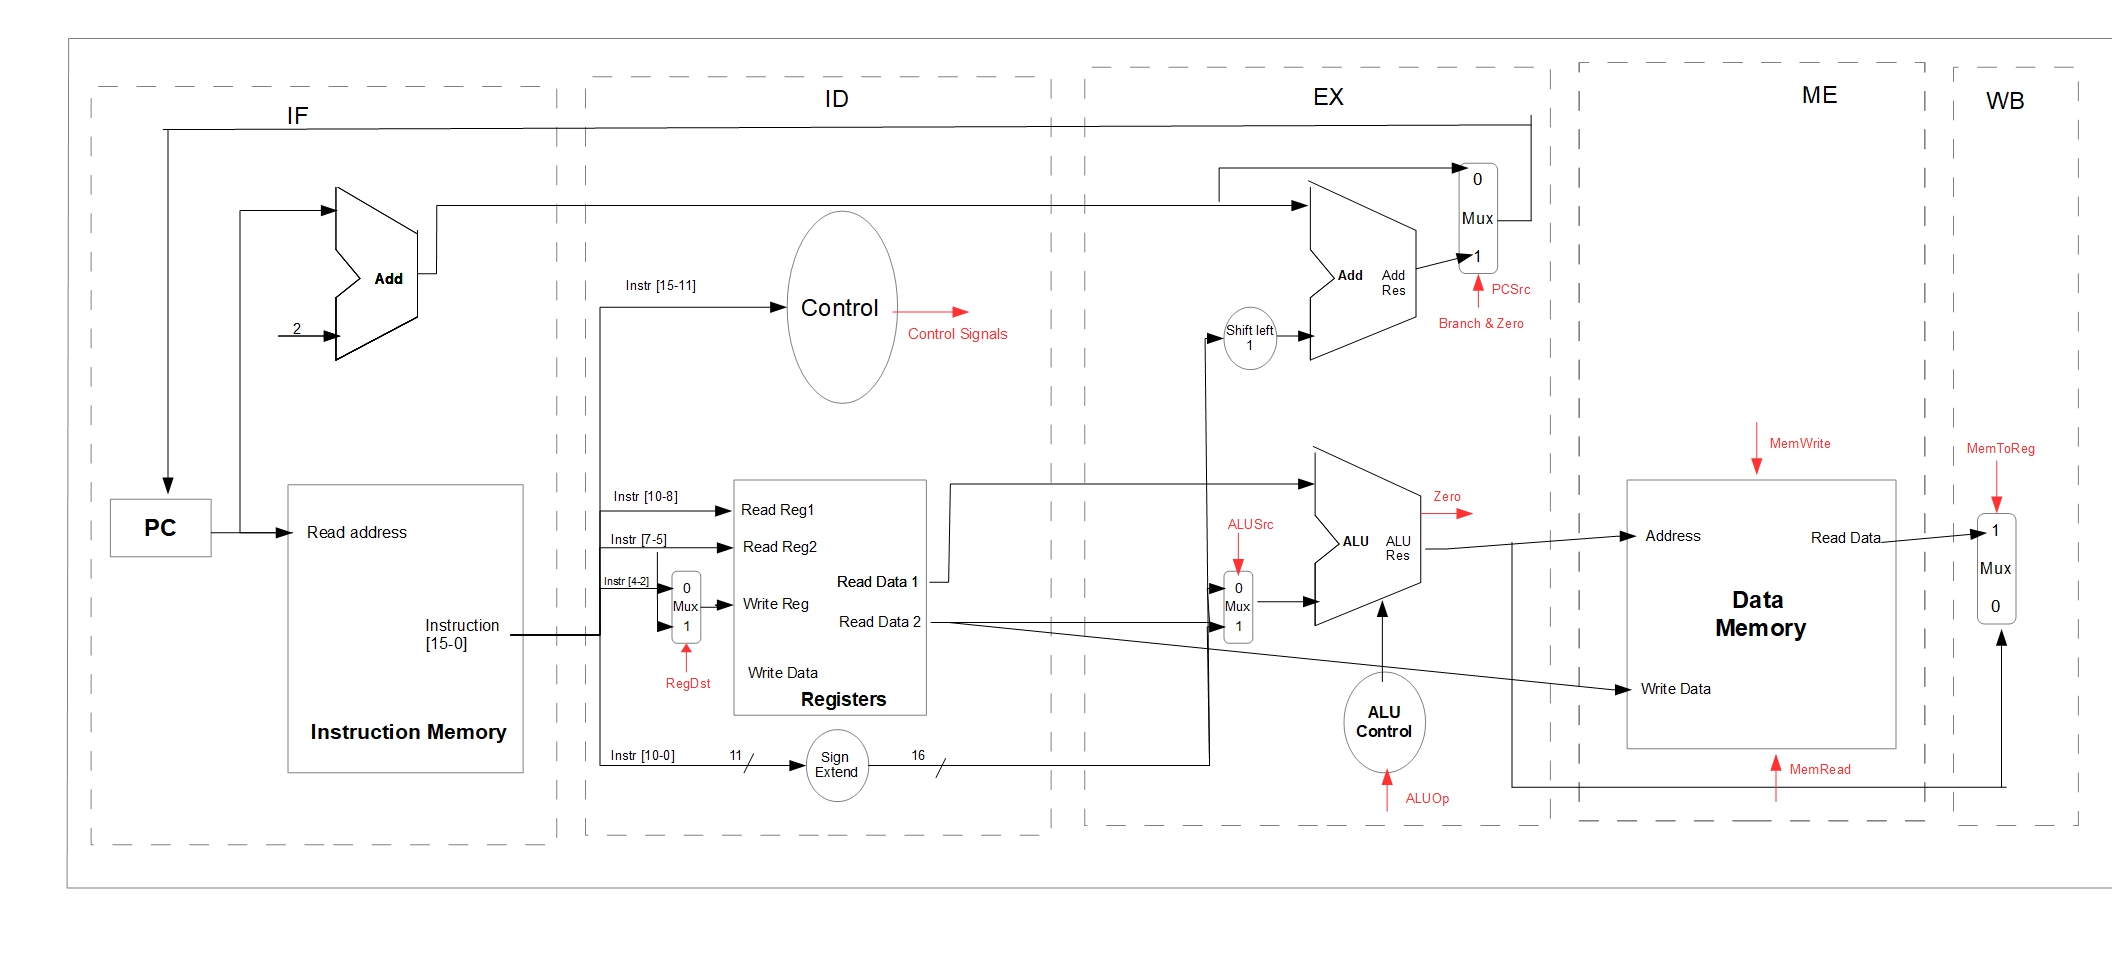 IF
ID
EX
ME
WB
Add
2
PC
Read address
Instruction
[15-0]
Instruction Memory
Instr [15-11]
Control
Control Signals
Instr [10-8]
Instr [7-5]
Instr [4-2]
0
Mux
1
RegDst
Read Reg1
Read Reg2
Write Reg
Read Data 1
Read Data 2
Write Data
Registers
Instr [10-0]
11
Sign
Extend
16
Shift left
1
Add
Add
Res
0
Mux
1
PCSrc
Branch & Zero
ALUSrc
0
Mux
1
ALU
ALU
Res
Zero
ALU
Control
ALUOp
MemWrite
Address
Read Data
Data
Memory
Write Data
MemRead
MemToReg
1
Mux
0